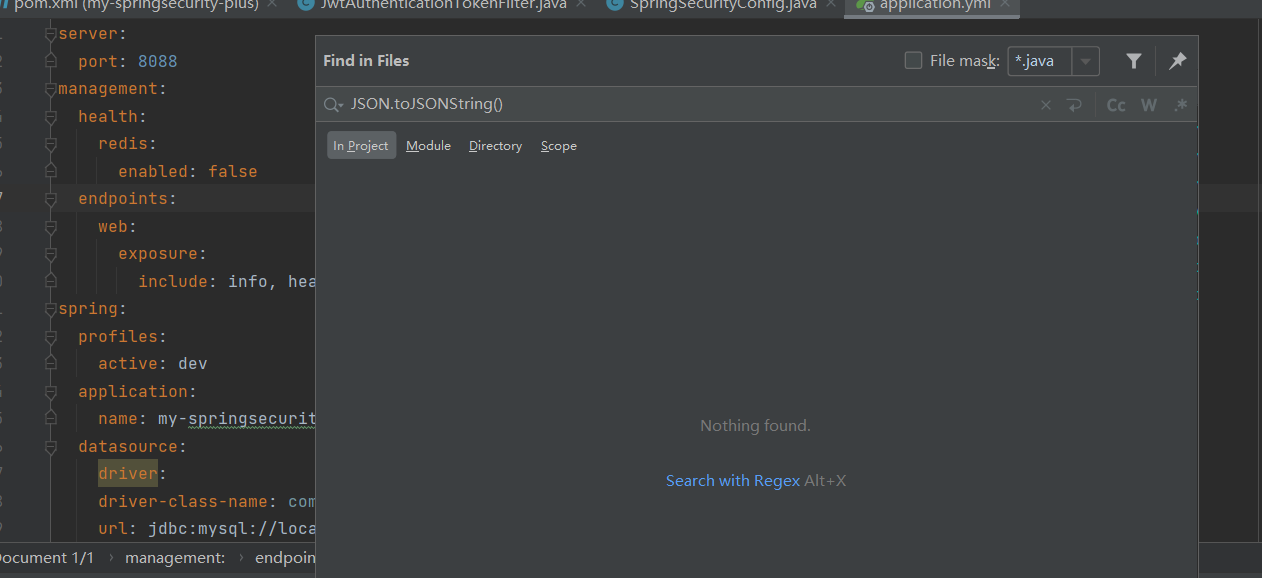 pom.xml (my-springsecurity-plus) JwtAuthenticationTokenFilter.java SpringSecurityConfig.java application.yml
server:
port: 8088
management:
health:
redis:
enabled: false
endpoints:
web:
exposure:
include: info, hea
spring:
profiles:
active: dev
application:
name: my-springsecurit
datasource:
driver:
driver-class-name: com
url: jdbc:mysql://loca
Document 1/1 › management: › endpoin
Find in Files
File mask: *.java
JSON.toJSONString()
Cc W .*
In Project Module Directory Scope
Nothing found.
Search with Regex Alt+X